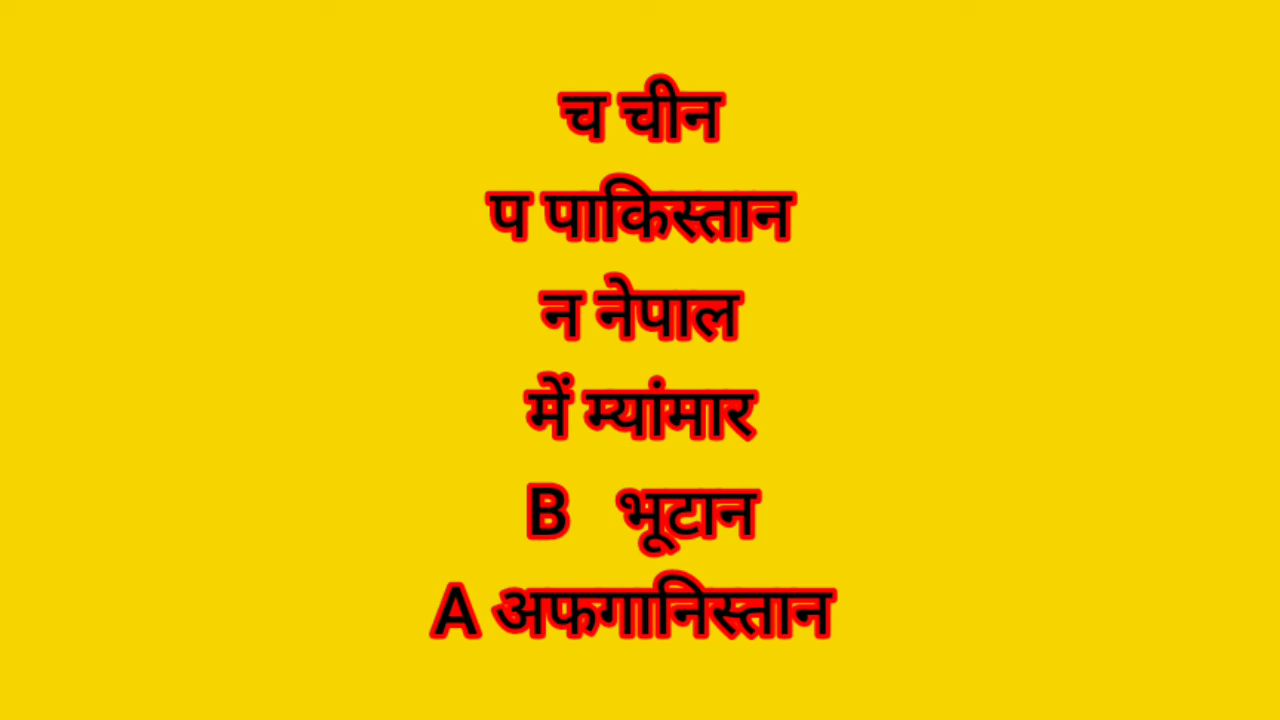 च चीन
प पाकिस्तान
न नेपाल
में म्यांमार
B भूटान
A अफगानिस्तान